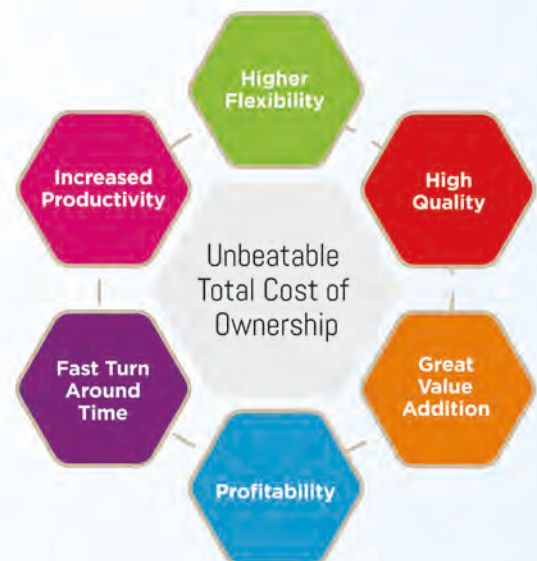 Higher
Flexibility
High
Quality
Great
Value
Addition
Profitability
Fast Turn
Around
Time
Increased
Productivity
Unbeatable
Total Cost of
Ownership